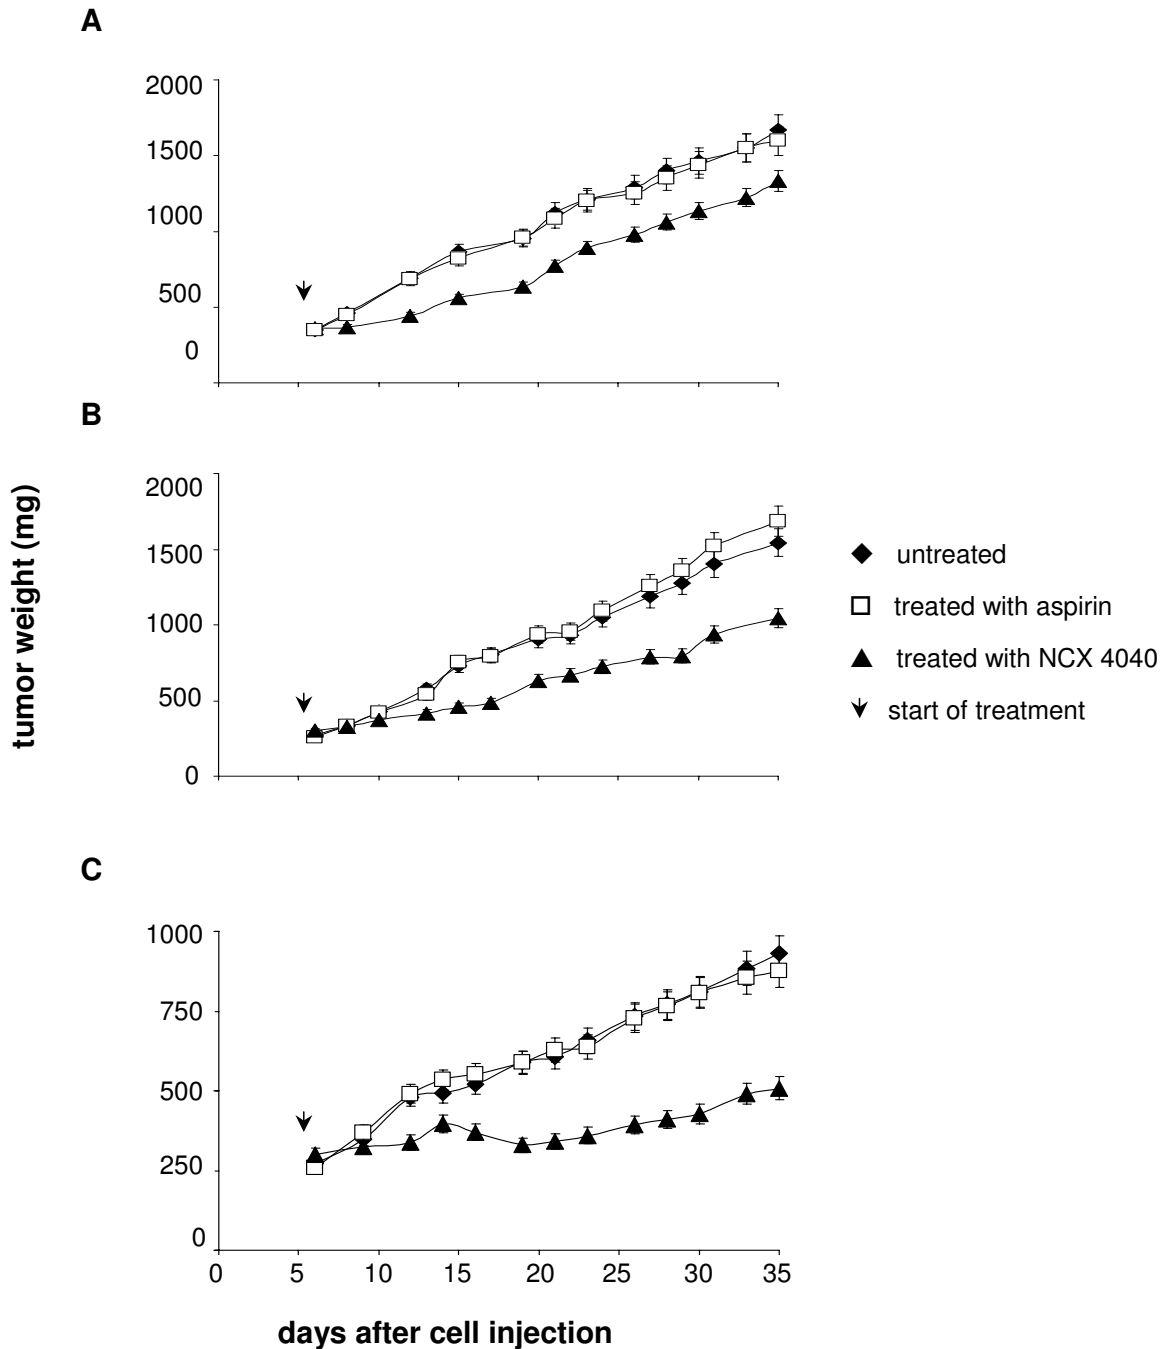 A
2000
1500
1000
500
0
B
tumor weight (mg)
2000
1500
1000
500
0
untreated
treated with aspirin
treated with NCX 4040
start of treatment
C
1000
750
500
250
0
0 5 10 15 20 25 30 35
days after cell injection